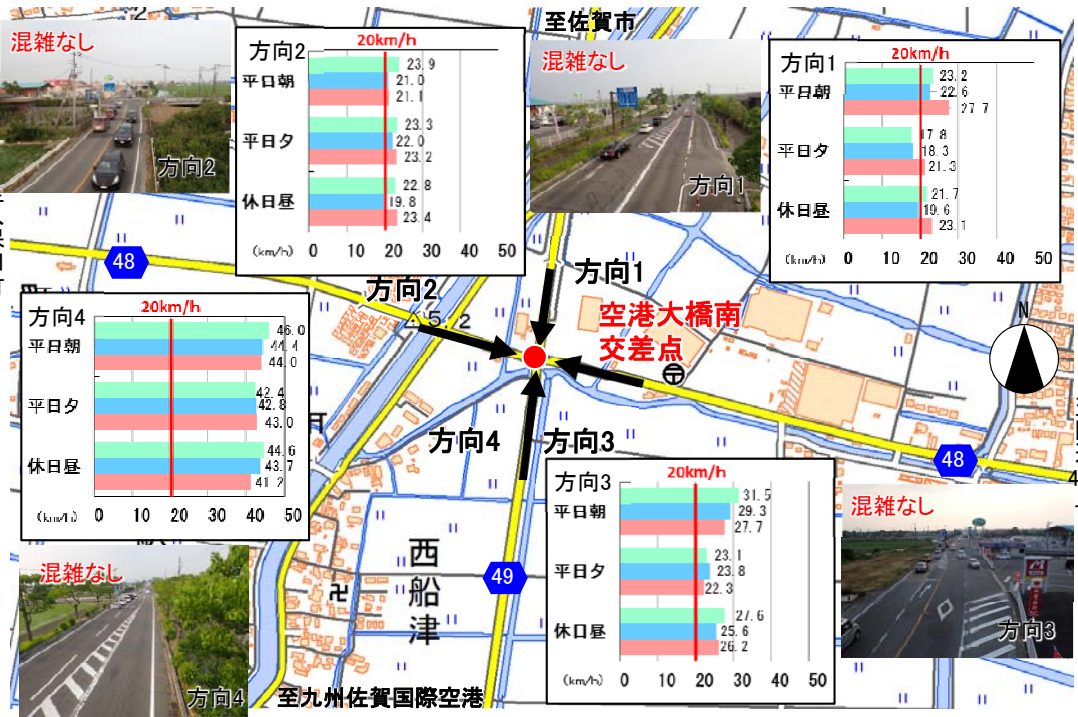 至佐賀市
混雑なし
方向2
方向2
20km/h
平日朝
23.9
21.0
21.1
平日夕
23.3
22.0
23.2
休日昼
22.8
19.8
23.4
(km/h)
0 10 20 30 40 50
混雑なし
方向1
方向1
20km/h
平日朝
23.2
22.6
27.7
平日夕
17.8
18.3
21.3
休日昼
21.7
19.6
23.1
(km/h)
0 10 20 30 40 50
48
方向2
5.2
方向1
空港大橋南
交差点
N
方向4
20km/h
平日朝
46.0
44.4
44.0
平日夕
42.4
42.8
43.0
休日昼
44.6
43.7
41.2
(km/h)
0 10 20 30 40 50
方向4
方向3
48
方向3
20km/h
平日朝
31.5
29.3
27.7
平日夕
23.1
23.8
22.3
休日昼
27.6
25.6
26.2
(km/h)
0 10 20 30 40 50
混雑なし
方向3
西船津
49
混雑なし
方向4
至九州佐賀国際空港